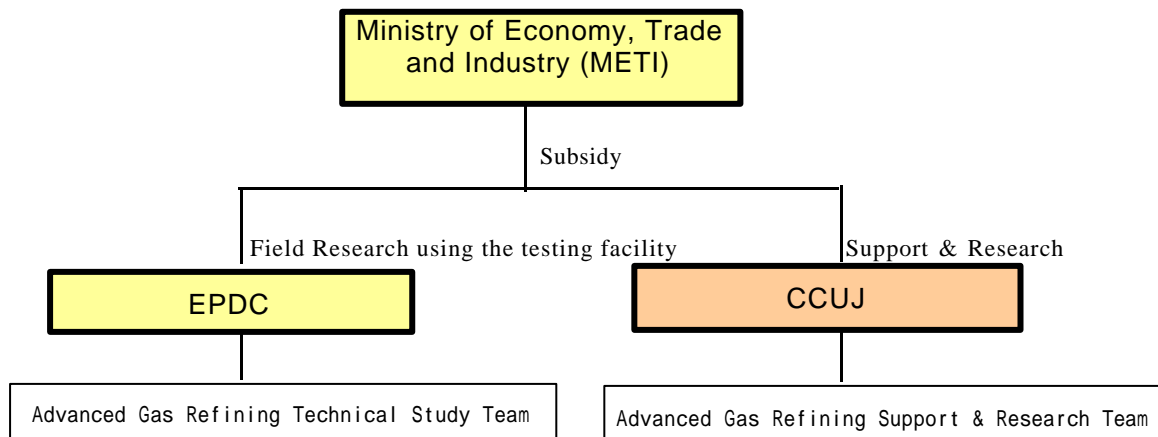 Ministry of Economy, Trade
and Industry (METI)
Subsidy
Field Research using the testing facility
Support & Research
EPDC
CCUJ
Advanced Gas Refining Technical Study Team
Advanced Gas Refining Support & Research Team